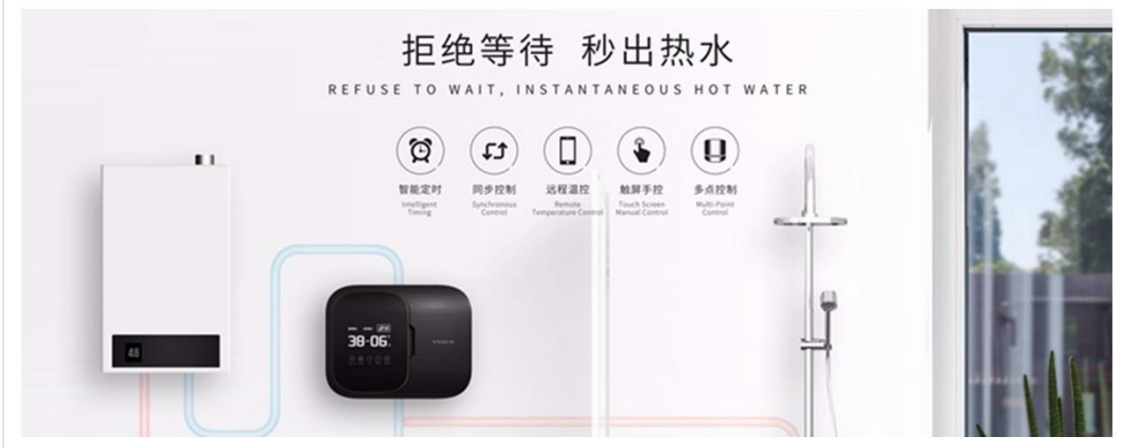 拒绝等待 秒出热水
REFUSE TO WAIT, INSTANTANEOUS HOT WATER
智能定时
Intelligent
Timing
同步控制
Synchronous
Control
远程温控
Remote
Temperature Control
触屏手控
Touch Screen
Manual Control
多点控制
Multi-Point
Control
48
38-06